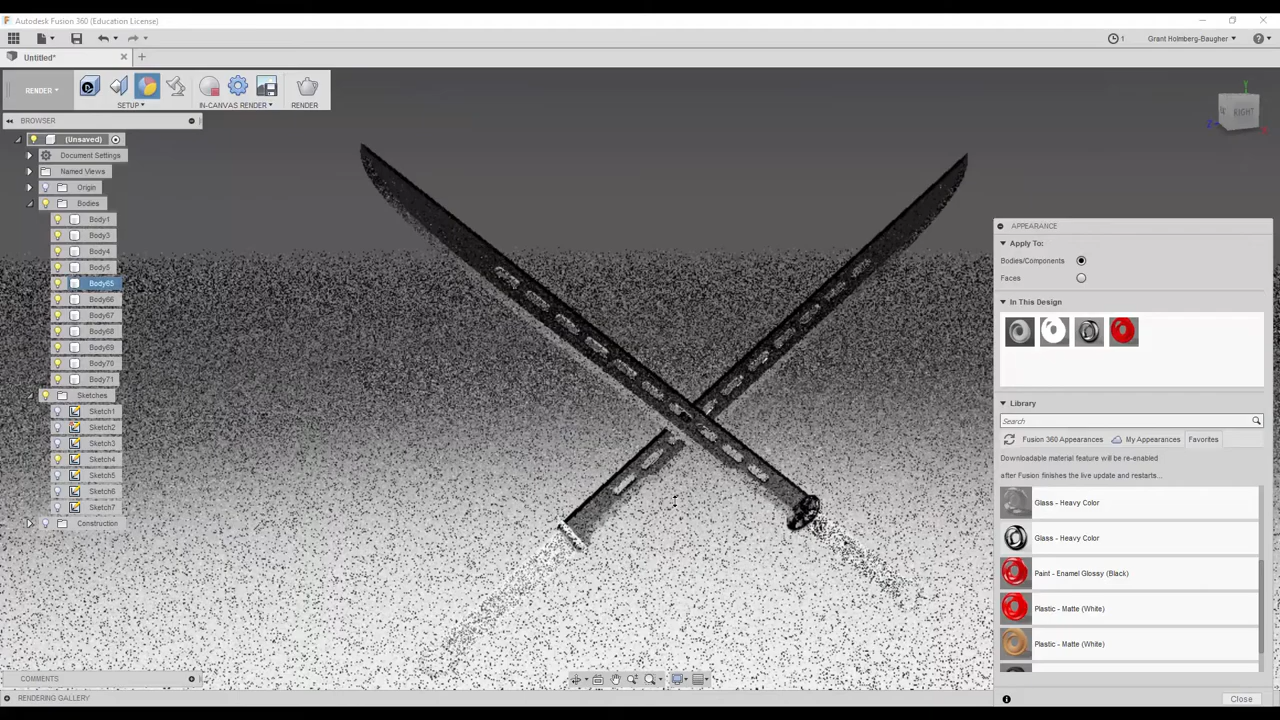 Autodesk Fusion 360 (Education License)
1
Grant Holmberg-Baugher
Untitled*
RENDER
SETUP
IN-CANVAS RENDER
RENDER
BROWSER
(Unsaved)
Document Settings
Named Views
Origin
Bodies
Body1
Body3
Body4
Body5
Body65
Body66
Body67
Body68
Body69
Body70
Body71
Sketches
Sketch1
Sketch2
Sketch3
Sketch4
Sketch5
Sketch6
Sketch7
Construction
Y
RIGHT
Z
APPEARANCE
Apply To:
Bodies/Components
Faces
In This Design
Library
Search
Fusion 360 Appearances My Appearances Favorites
Downloadable material feature will be re-enabled
after Fusion finishes the live update and restarts...
Glass - Heavy Color
Glass - Heavy Color
Paint - Enamel Glossy (Black)
Plastic - Matte (White)
Plastic - Matte (White)
Close
COMMENTS
RENDERING GALLERY